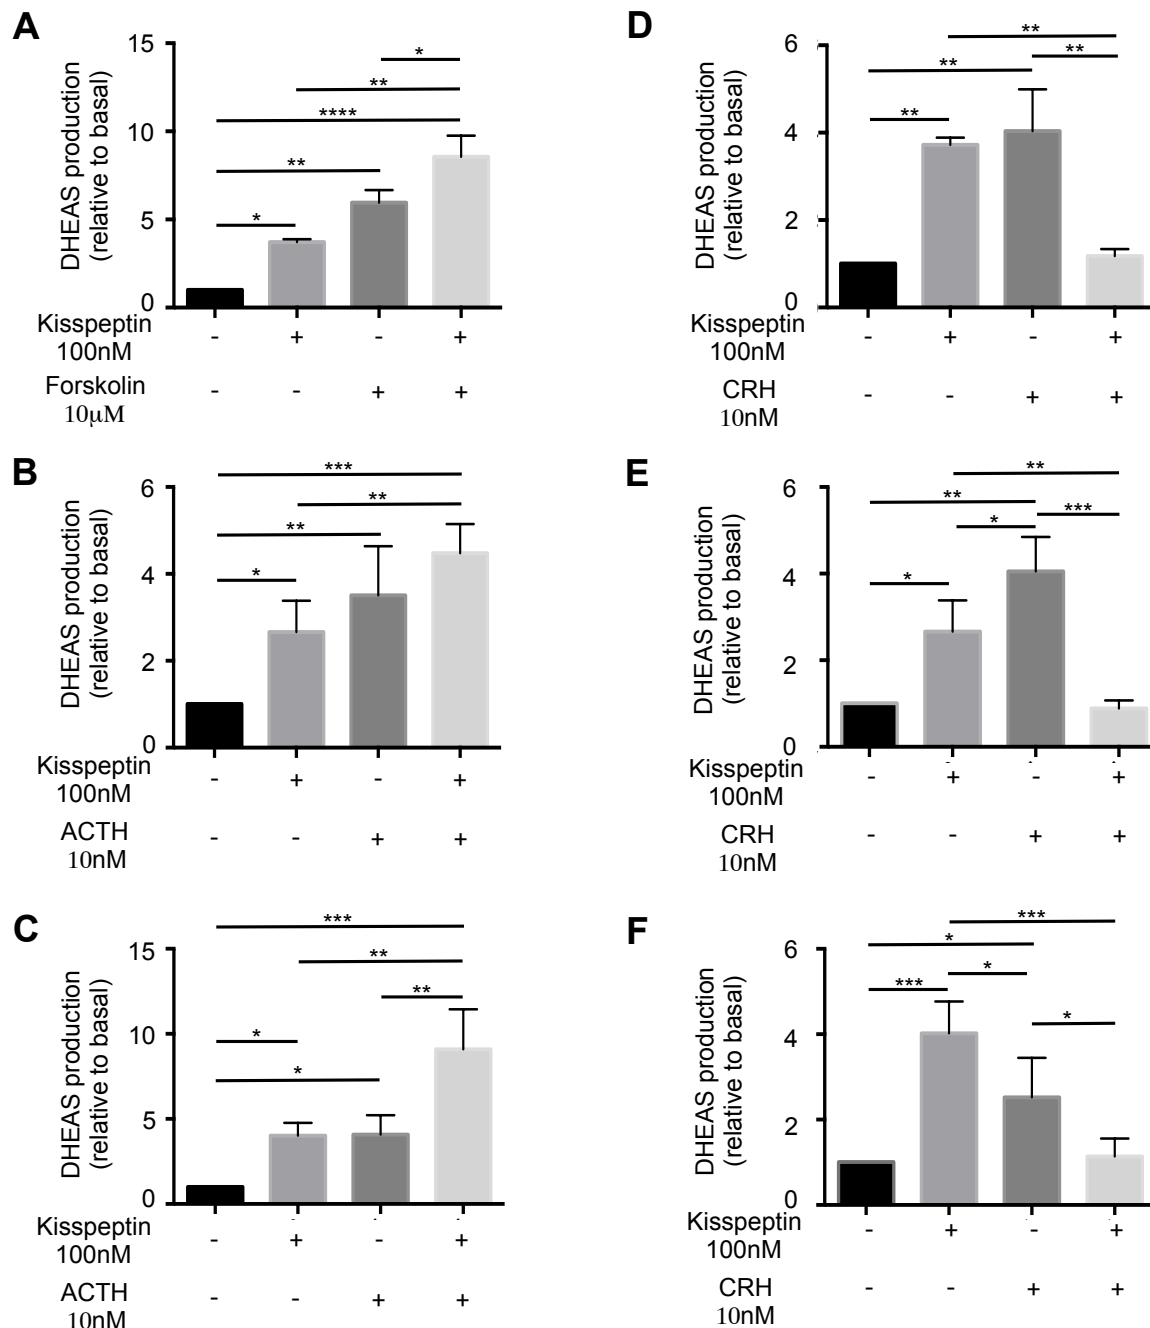 A
DHEAS production
(relative to basal)
15
10
5
0
*
**
****
**
*
Kisspeptin
100nM
- + - +
Forskolin
10µM
- - + +
B
DHEAS production
(relative to basal)
6
4
2
0
***
**
**
*
Kisspeptin
100nM
- + - +
ACTH
10nM
- - + +
C
DHEAS production
(relative to basal)
15
10
5
0
***
**
**
*
*
Kisspeptin
100nM
- + - +
ACTH
10nM
- - + +
D
DHEAS production
(relative to basal)
6
4
2
0
**
**
**
**
Kisspeptin
100nM
- + - +
CRH
10nM
- - + +
E
DHEAS production
(relative to basal)
6
4
2
0
**
**
***
*
*
Kisspeptin
100nM
- + - +
CRH
10nM
- - + +
F
DHEAS production
(relative to basal)
6
4
2
0
***
*
*
***
*
Kisspeptin
100nM
- + - +
CRH
10nM
- - + +